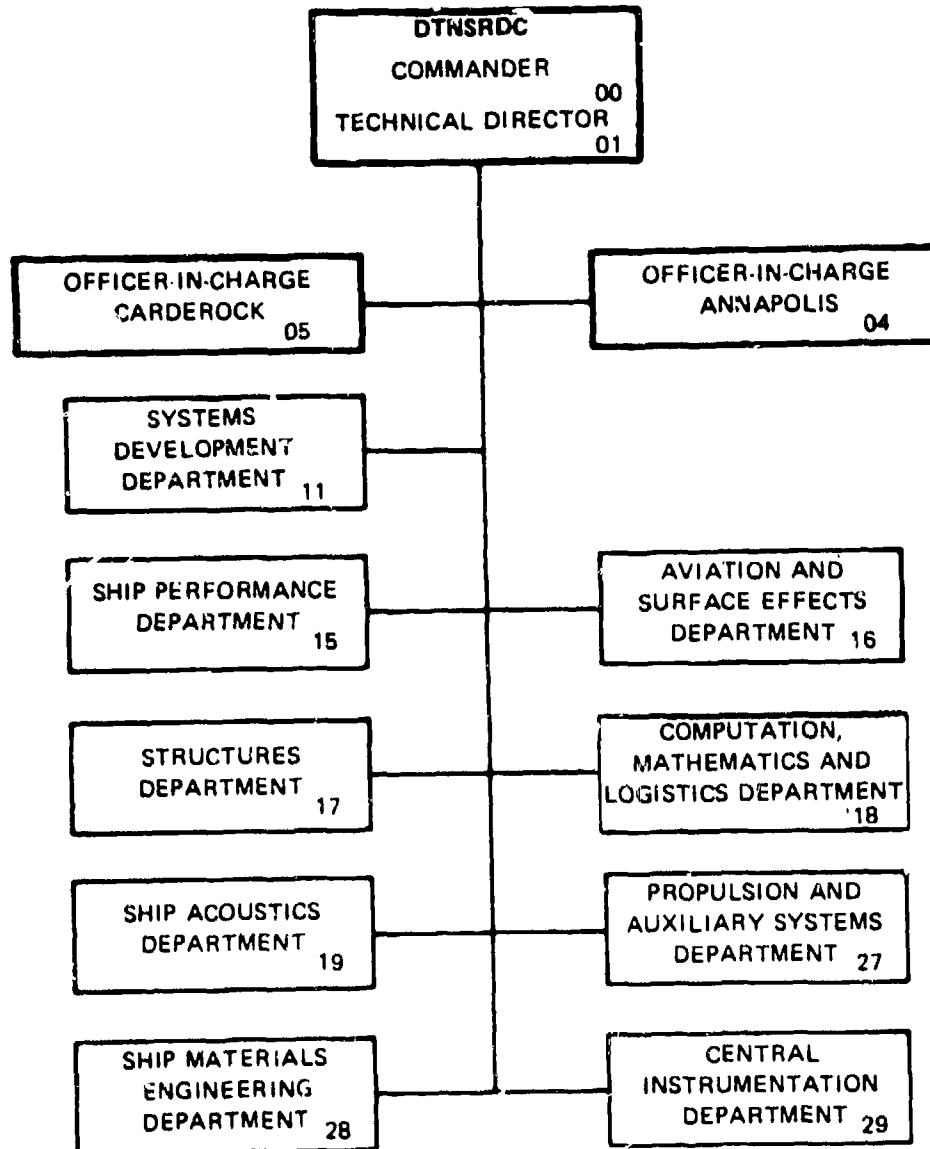 DTNSRDC
COMMANDER
00
TECHNICAL DIRECTOR
01
OFFICER-IN-CHARGE
CARDEROCK
05
OFFICER-IN-CHARGE
ANNAPOLIS
04
SYSTEMS
DEVELOPMENT
DEPARTMENT
11
SHIP PERFORMANCE
DEPARTMENT
15
AVIATION AND
SURFACE EFFECTS
DEPARTMENT
16
STRUCTURES
DEPARTMENT
17
COMPUTATION,
MATHEMATICS AND
LOGISTICS DEPARTMENT
18
SHIP ACOUSTICS
DEPARTMENT
19
PROPULSION AND
AUXILIARY SYSTEMS
DEPARTMENT
27
SHIP MATERIALS
ENGINEERING
DEPARTMENT
28
CENTRAL
INSTRUMENTATION
DEPARTMENT
29